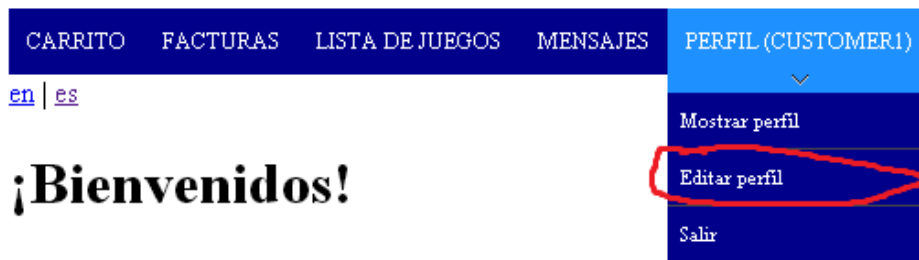 CARRITO FACTURAS LISTA DE JUEGOS MENSAJES PERFIL (CUSTOMER1)
en | es
Mostrar perfil
¡Bienvenidos!
Editar perfil
Salir